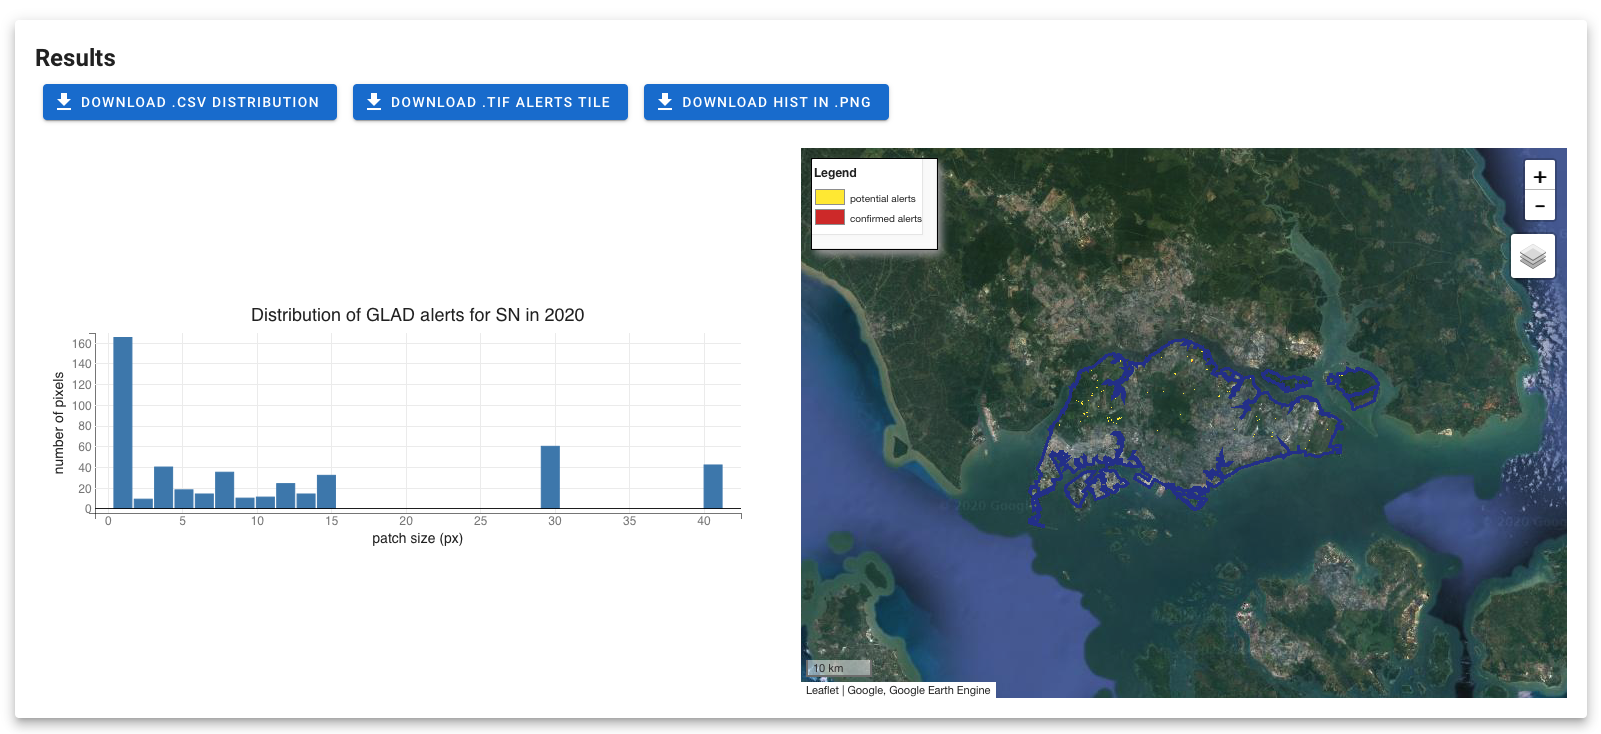 Results
DOWNLOAD .CSV DISTRIBUTION
DOWNLOAD .TIF ALERTS TILE
DOWNLOAD HIST IN .PNG
Distribution of GLAD alerts for SN in 2020
number of pixels
160
140
120
100
80
60
40
20
0
0 5 10 15 20 25 30 35 40
patch size (px)
Legend
potential alerts
confirmed alerts
+
-
© 2020 Google
© 2020 Goog
10 km
Leaflet | Google, Google Earth Engine